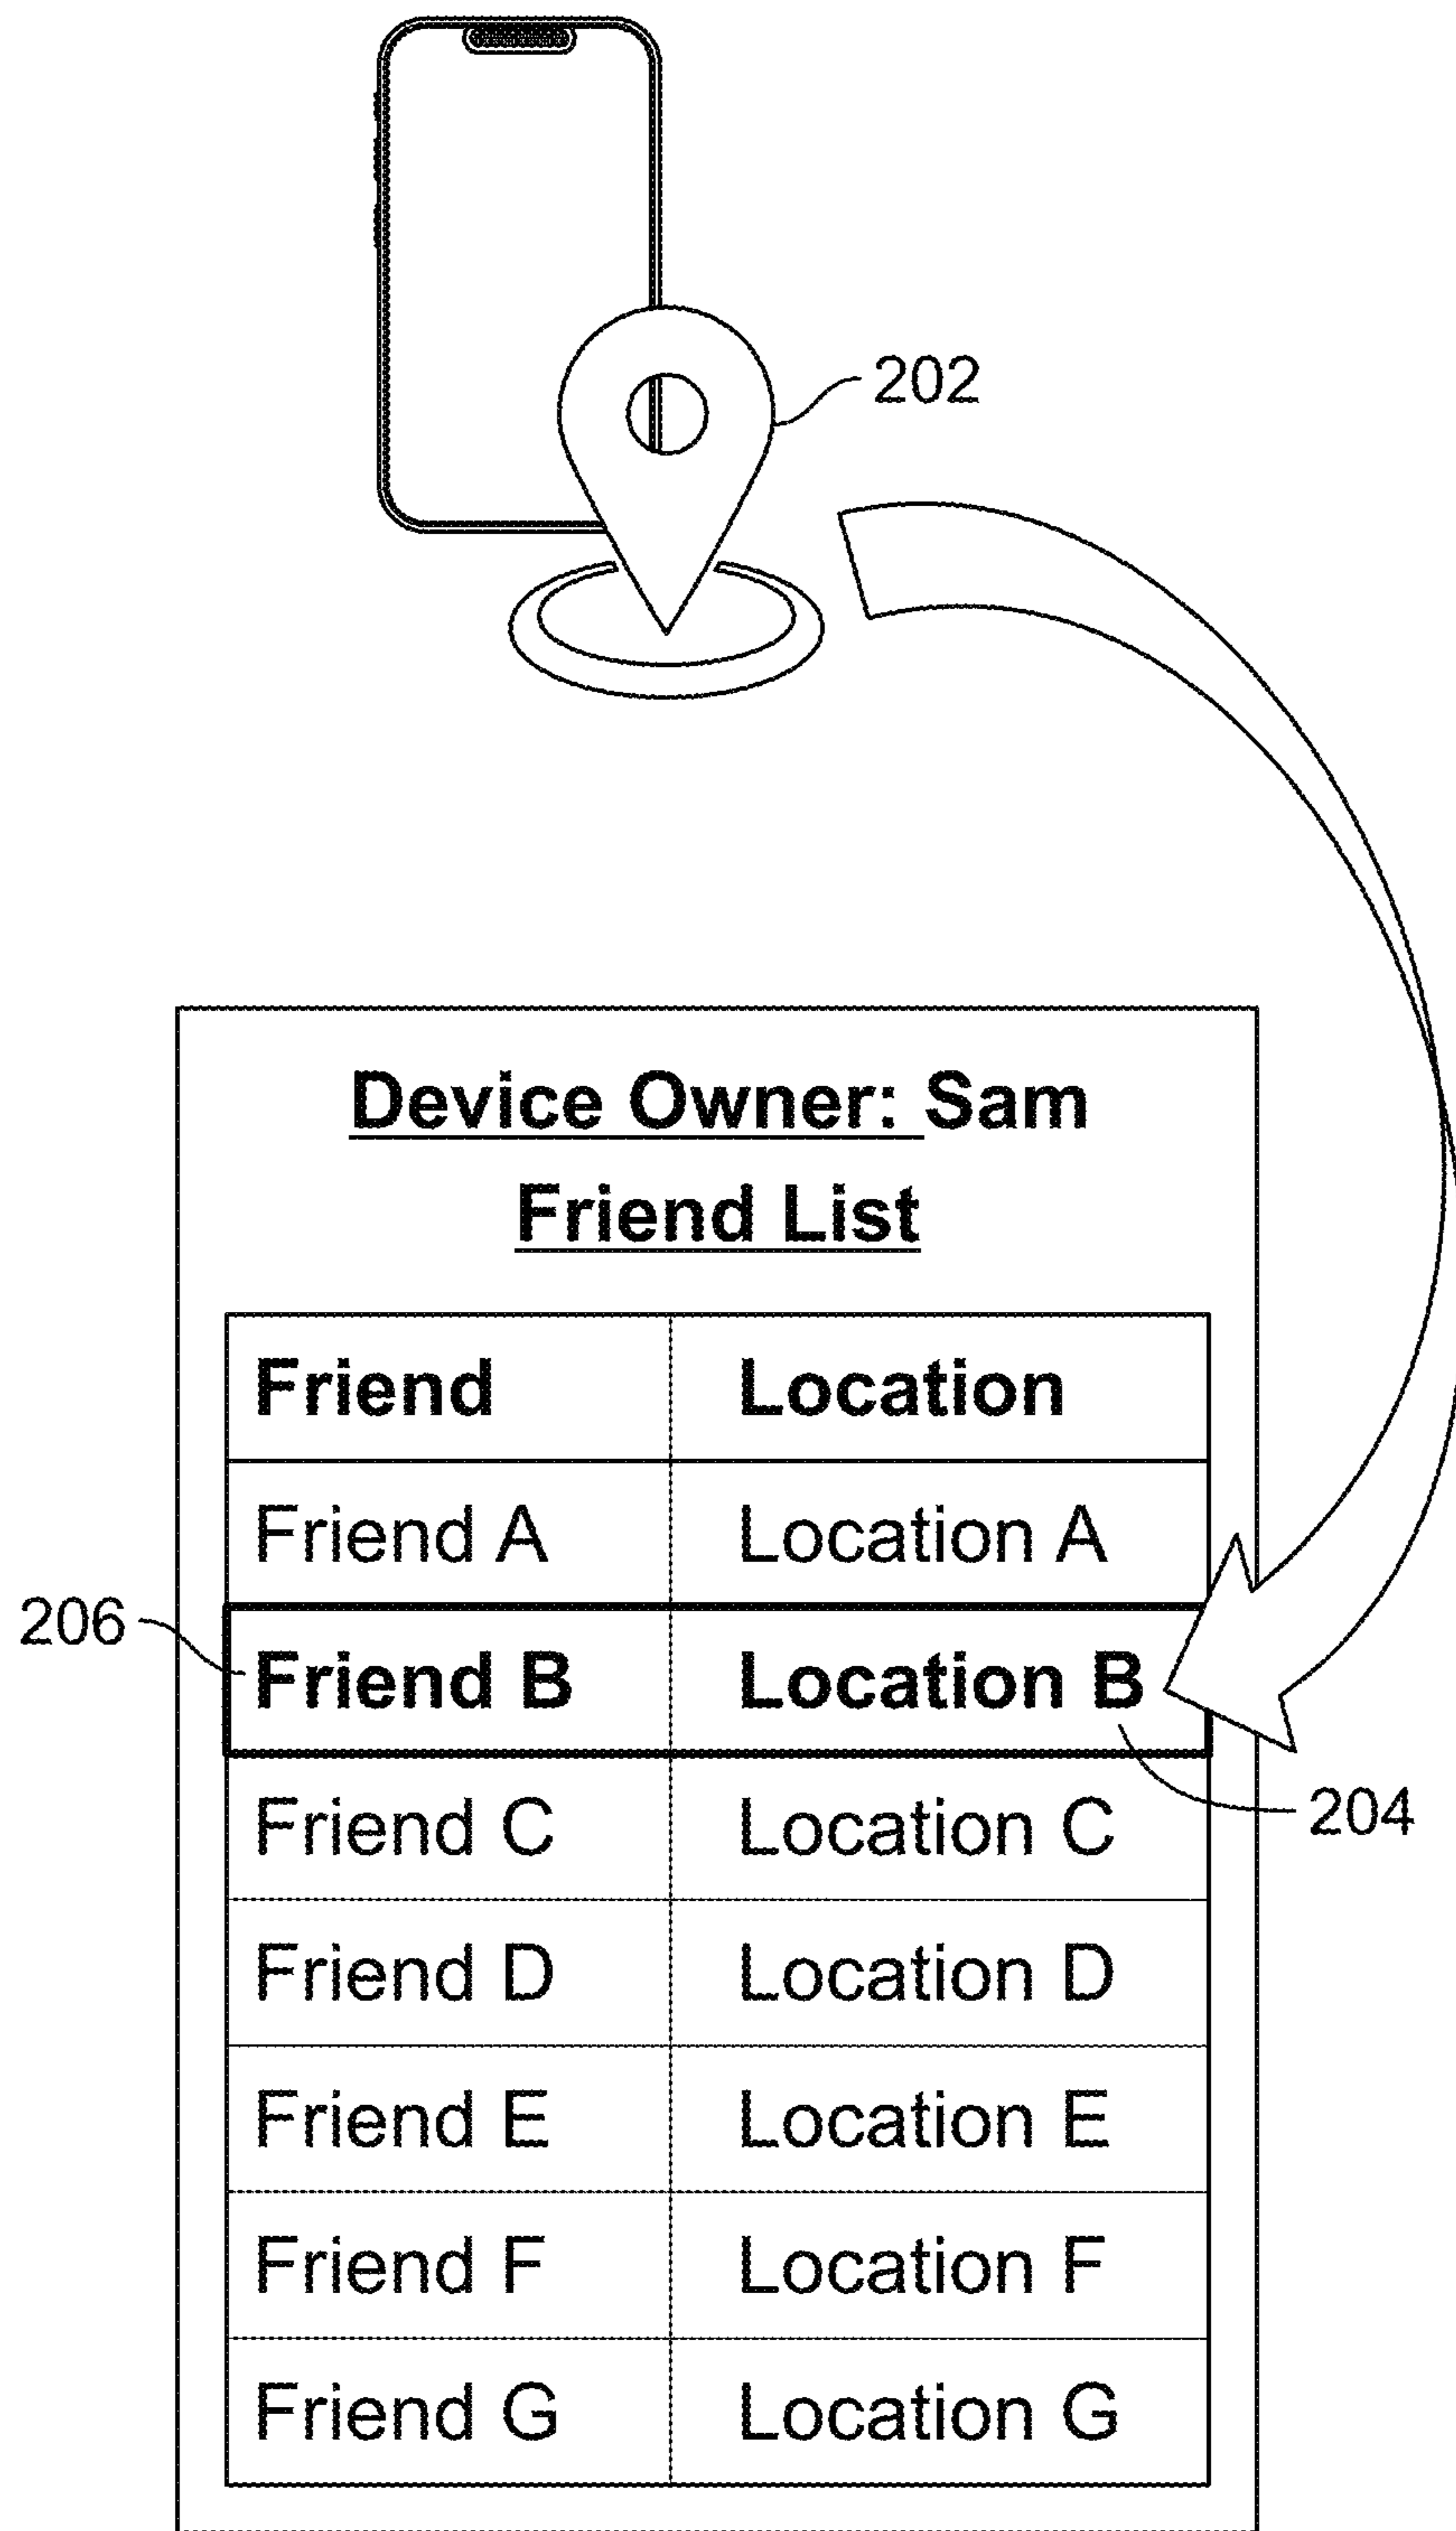 202
Device Owner: Sam
Friend List
Friend Location
Friend A Location A
206
Friend B Location B
204
Friend C Location C
Friend D Location D
Friend E Location E
Friend F Location F
Friend G Location G